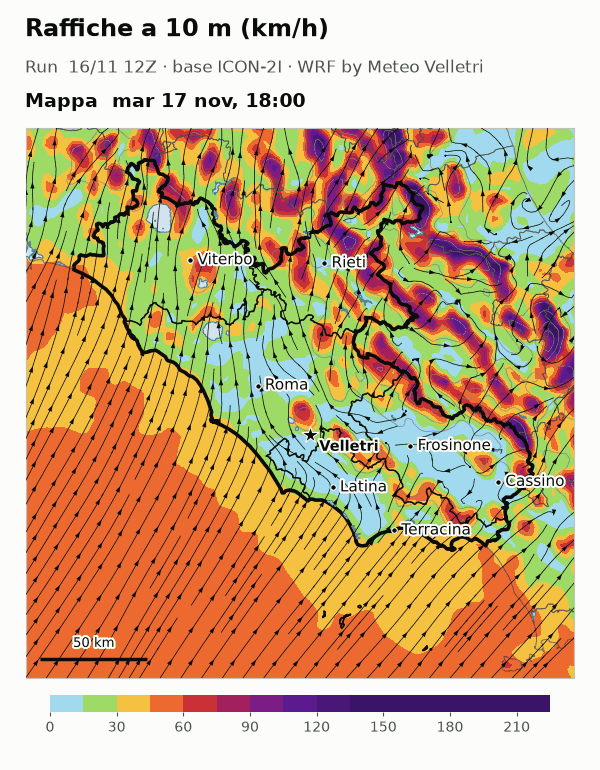 Raffiche a 10 m (km/h)
Run  16/11 12Z · base ICON-2I · WRF by Meteo Velletri
Mappa  mar 17 nov, 18:00
Viterbo
Rieti
Roma
Velletri
Frosinone
Cassino
Latina
Terracina
50 km
0 30 60 90 120 150 180 210